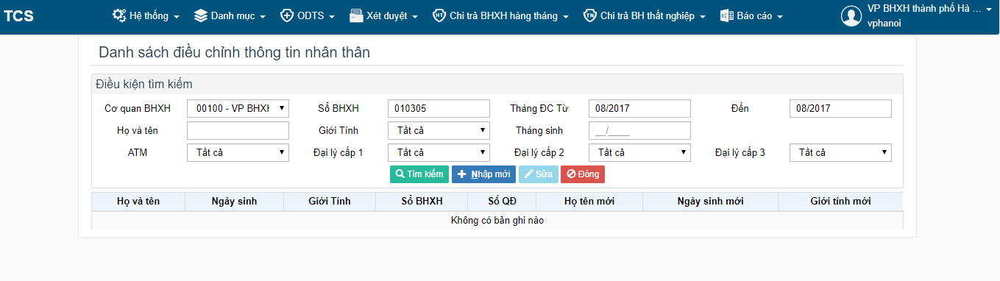 TCS Hệ thống Danh mục ODTS Xét duyệt Chi trả BHXH hàng tháng Chi trả BH thất nghiệp Báo cáo VP BHXH thành phố Hà ...
vphanoi
Danh sách điều chỉnh thông tin nhân thân
Điều kiện tìm kiếm
Cơ quan BHXH 00100 - VP BHXH Sổ BHXH 010305 Tháng ĐC Từ 08/2017 Đến 08/2017
Họ và tên Giới Tính Tất cả Tháng sinh __/____
ATM Tất cả Đại lý cấp 1 Tất cả Đại lý cấp 2 Tất cả Đại lý cấp 3 Tất cả
Tìm kiếm Nhập mới Sửa Đóng
Họ và tên Ngày sinh Giới Tính Sổ BHXH Số QĐ Họ tên mới Ngày sinh mới Giới tính mới
Không có bản ghi nào